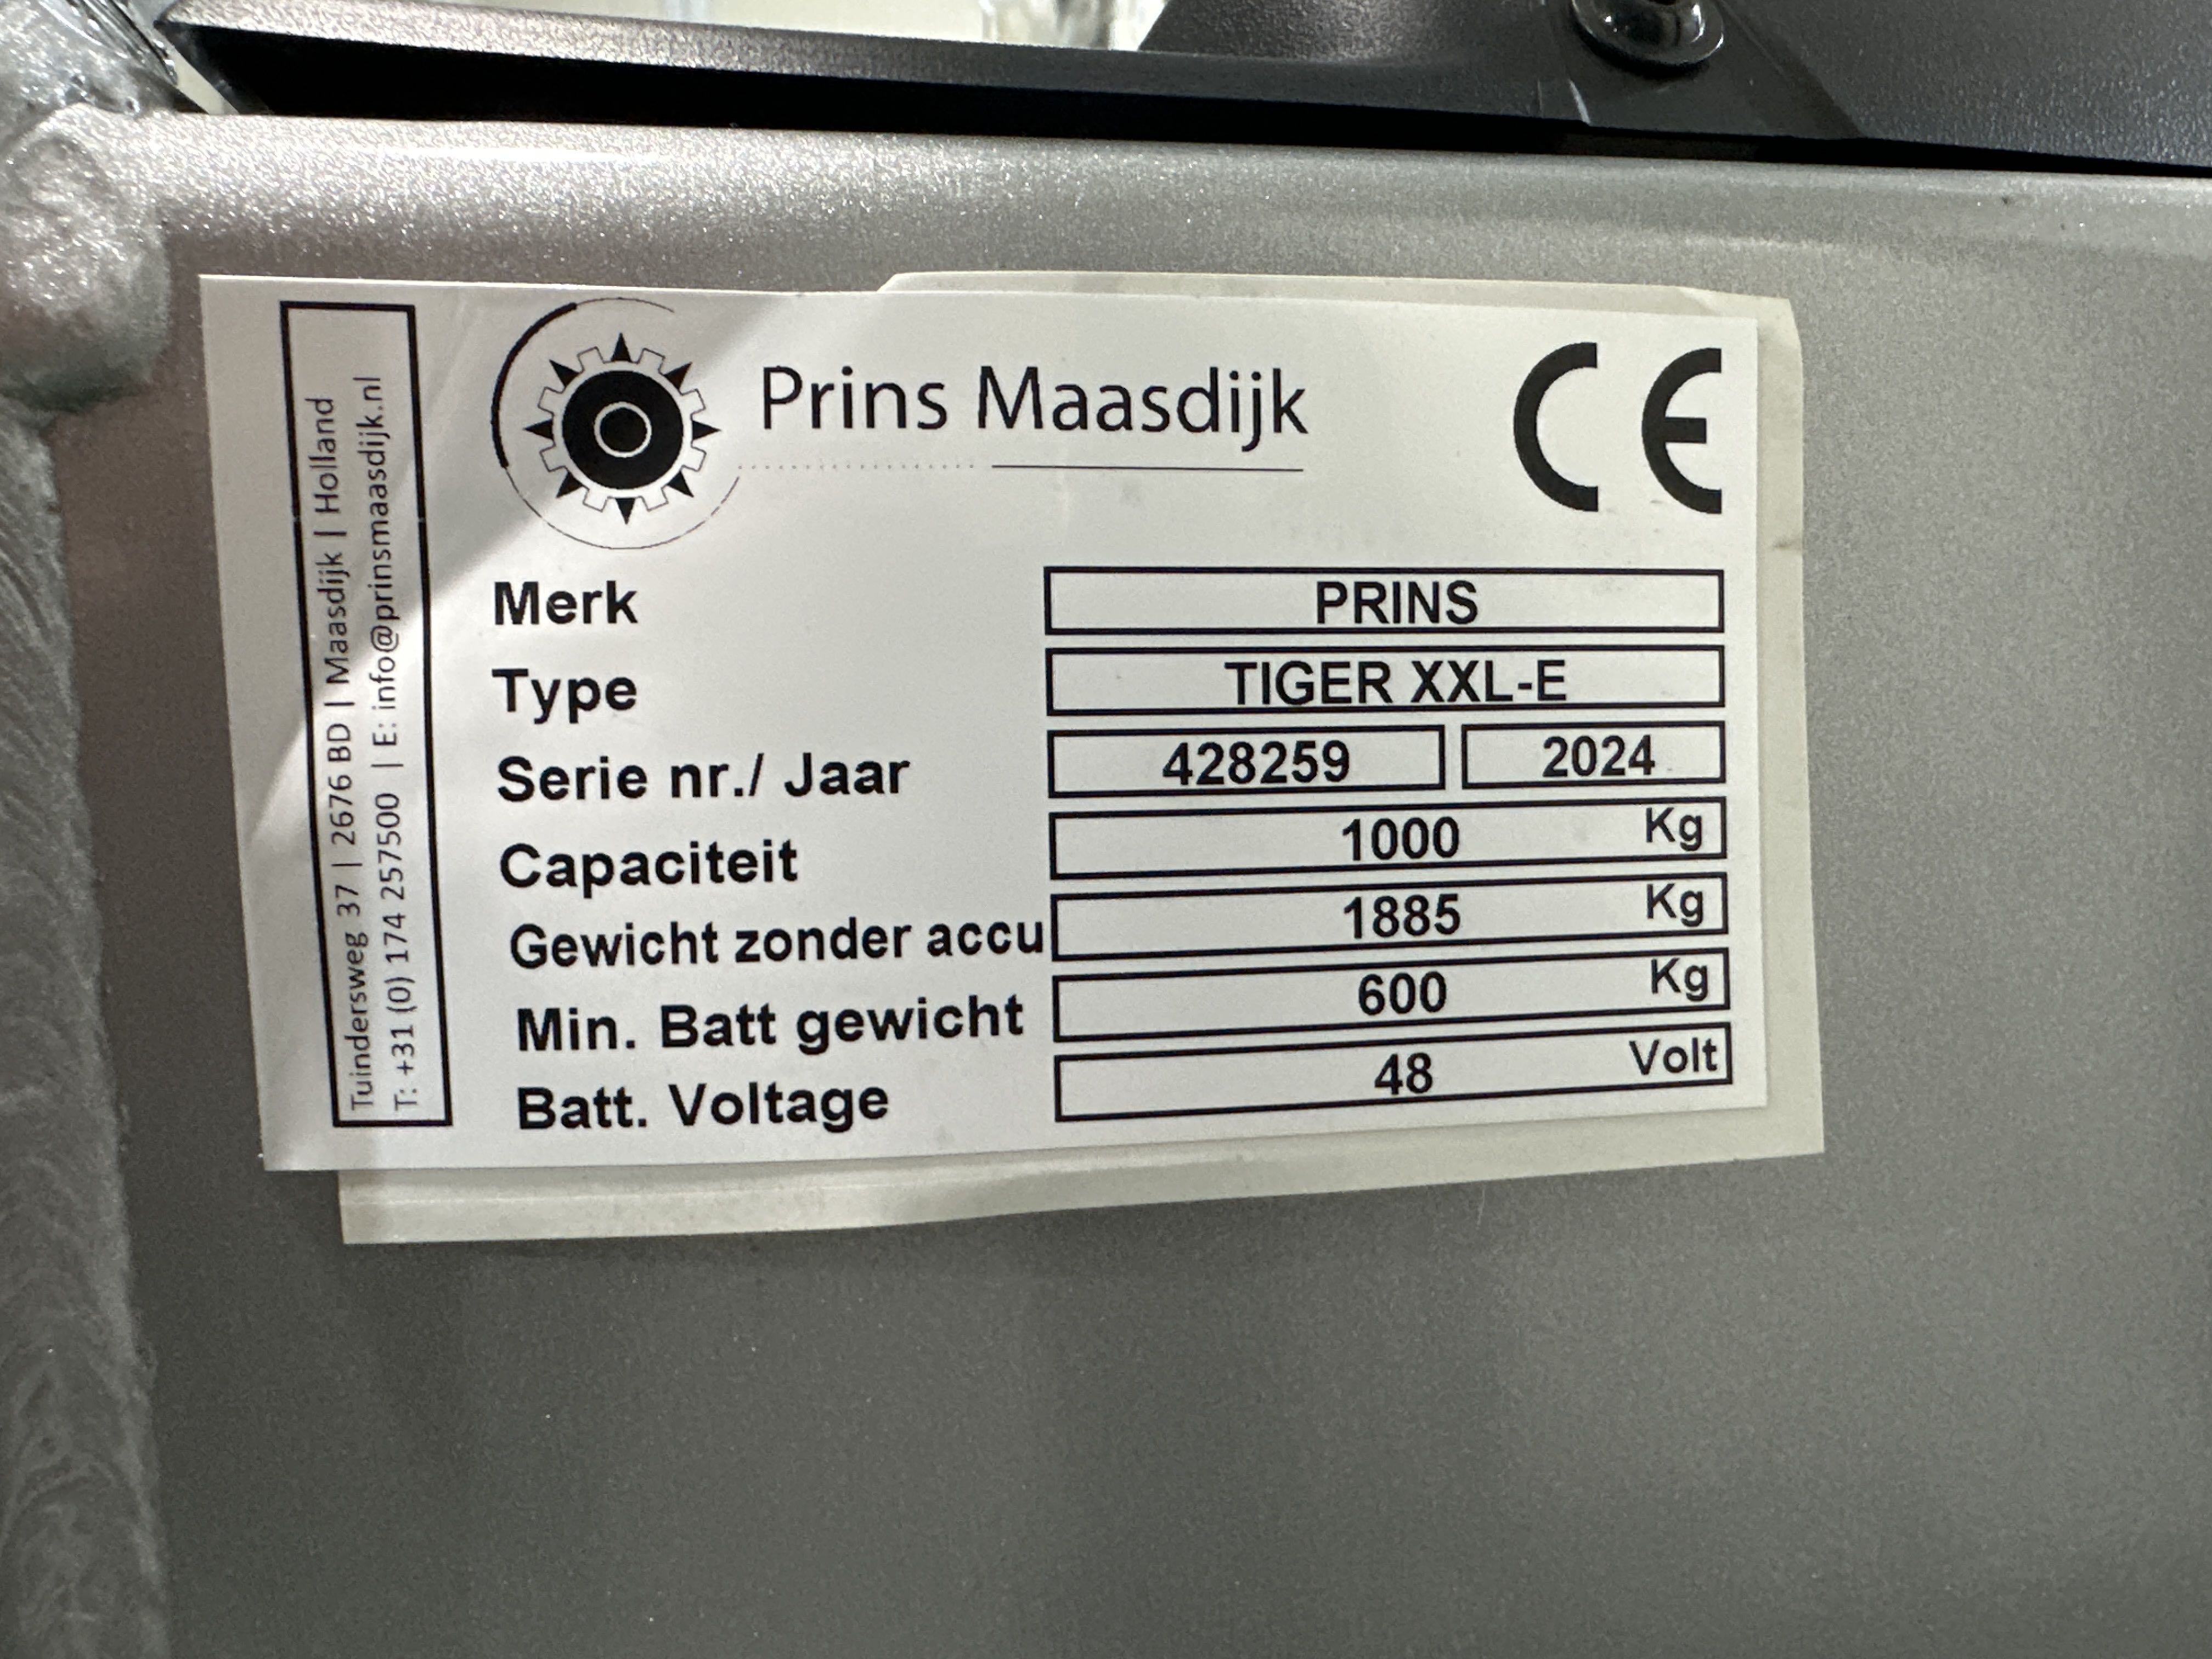 Tuindersweg 37 | 2676 BD | Maasdijk | Holland
T: +31 (0) 174 257500 | E: info@prinsmaasdijk.nl
Prins Maasdijk
CE
Merk PRINS
Type TIGER XXL-E
Serie nr./ Jaar 428259 2024
Capaciteit 1000 Kg
Gewicht zonder accu 1885 Kg
Min. Batt gewicht 600 Kg
Batt. Voltage 48 Volt